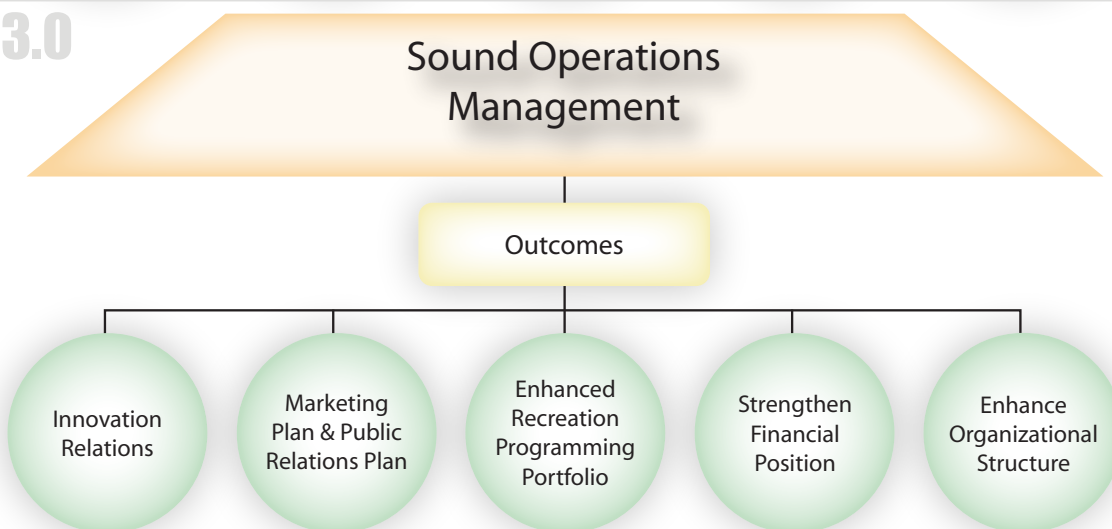 3.0
Sound Operations
Management
Outcomes
Innovation
Relations
Marketing
Plan & Public
Relations Plan
Enhanced
Recreation
Programming
Portfolio
Strengthen
Financial
Position
Enhance
Organizational
Structure